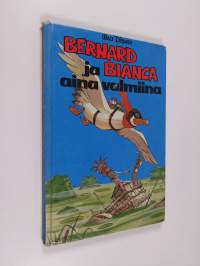 Walt Disney
BERNARD
ja BIANCA
aina valmiina